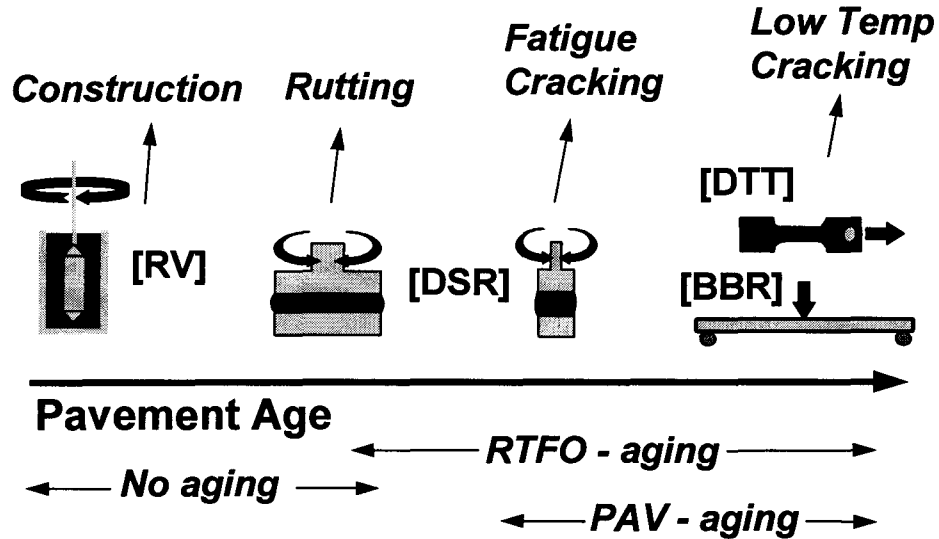 Construction
Rutting
Fatigue
Cracking
Low Temp
Cracking
[RV]
[DSR]
[DTT]
[BBR]
Pavement Age
RTFO - aging
No aging
PAV - aging